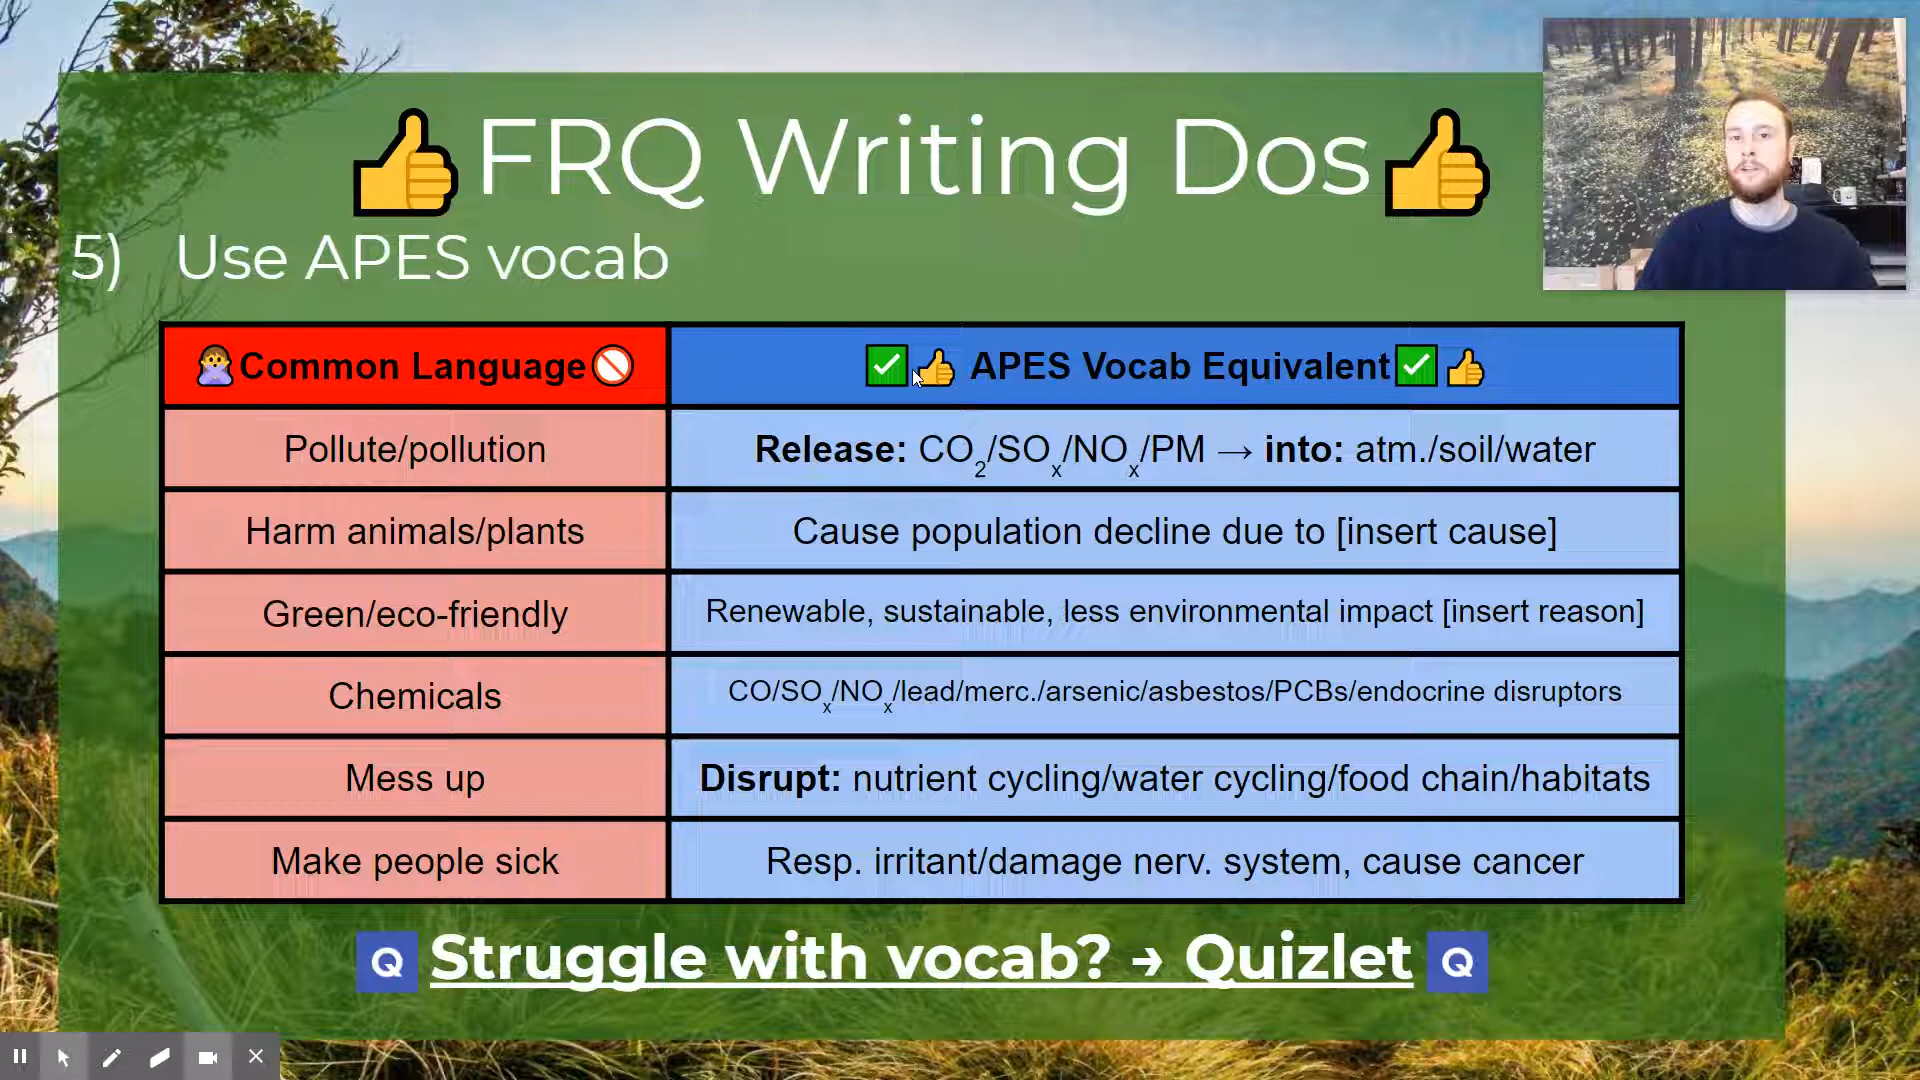 👍FRQ Writing Dos👍
5) Use APES vocab
🙅Common Language🚫
✅👍 APES Vocab Equivalent✅👍
Pollute/pollution
Release: CO₂/SOₓ/NOₓ/PM → into: atm./soil/water
Harm animals/plants
Cause population decline due to [insert cause]
Green/eco-friendly
Renewable, sustainable, less environmental impact [insert reason]
Chemicals
CO/SOₓ/NOₓ/lead/merc./arsenic/asbestos/PCBs/endocrine disruptors
Mess up
Disrupt: nutrient cycling/water cycling/food chain/habitats
Make people sick
Resp. irritant/damage nerv. system, cause cancer
Q Struggle with vocab? → Quizlet Q